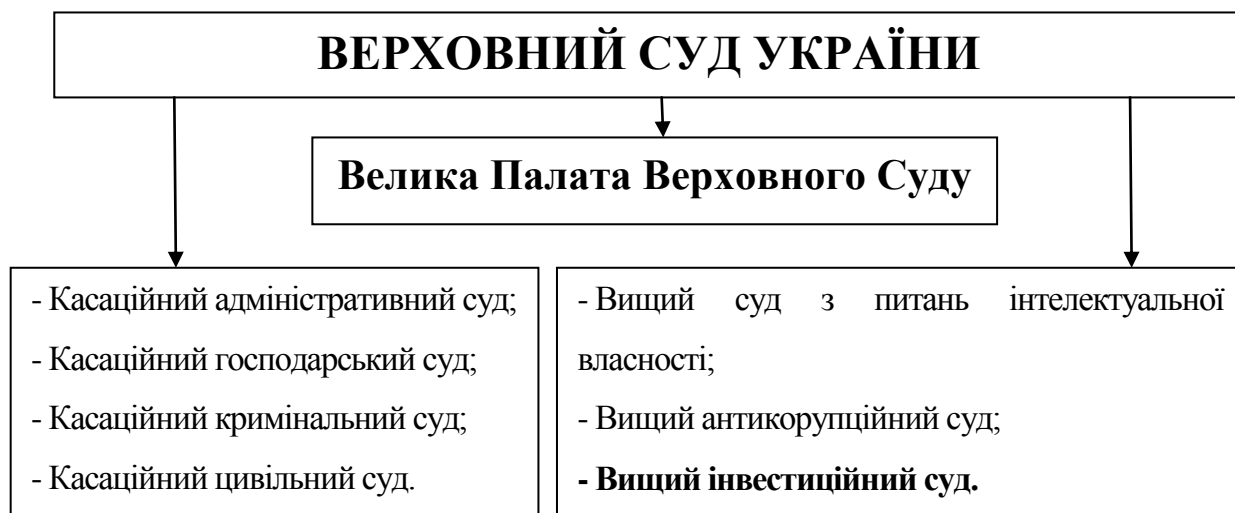 ВЕРХОВНИЙ СУД УКРАЇНИ
Велика Палата Верховного Суду
- Касаційний адміністративний суд;
- Касаційний господарський суд;
- Касаційний кримінальний суд;
- Касаційний цивільний суд.
- Вищий суд з питань інтелектуальної
власності;
- Вищий антикорупційний суд;
- Вищий інвестиційний суд.